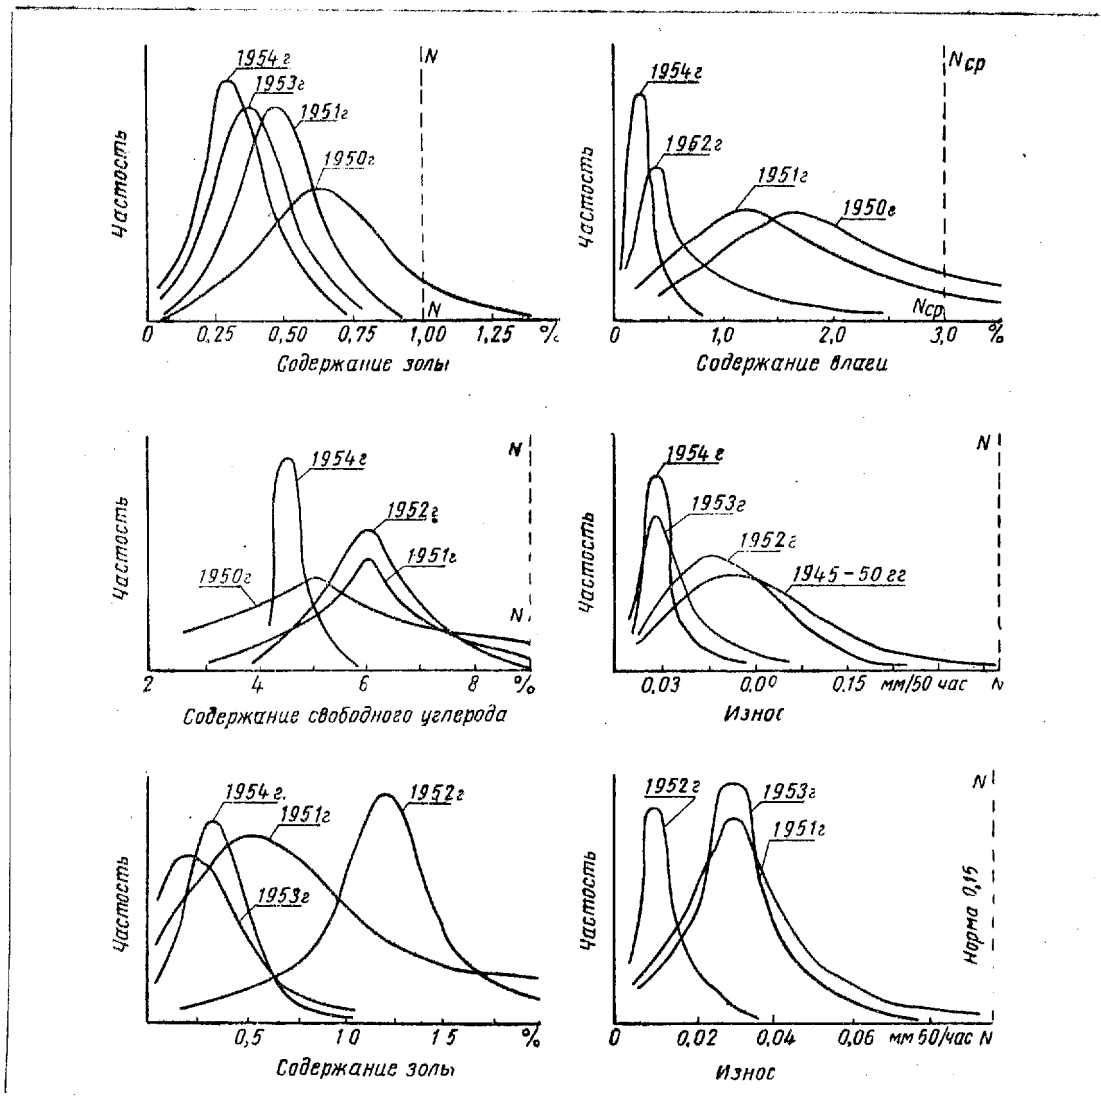 1954г
N
1953г
1951г
1950г
Частость
N
0
0,25
0,50
0,75
1,00
1,25
%
Содержание золы
Nср
1954г
1962г
1951г
1950г
Частость
Nср
0
1,0
2,0
3,0
%
Содержание влаги
N
1954г
1952г
1951г
1950г
Частость
N
2
4
6
8
%
Содержание свободного углерода
N
1954г
1953г
1952г
1945-50гг
Частость
0,03
0,09
0,15
мм/50 час
N
Износ
1954г.
1951г
1952г
1953г
Частость
0,5
1 0
1 5
%
Содержание золы
1952г
1953г
1951г
N
Частость
Норма 0,15
0
0,02
0,04
0,06
мм 50/час
N
Износ